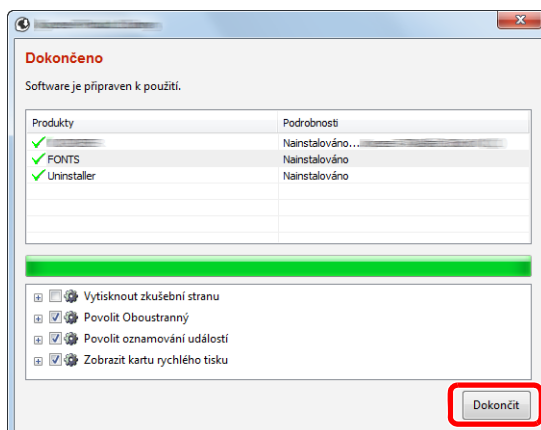 Dokončeno
Software je připraven k použití.
Produkty Podrobnosti
Nainstalováno...
FONTS Nainstalováno
Uninstaller Nainstalováno
Vytisknout zkušební stranu
Povolit Oboustranný
Povolit oznamování událostí
Zobrazit kartu rychlého tisku
Dokončit